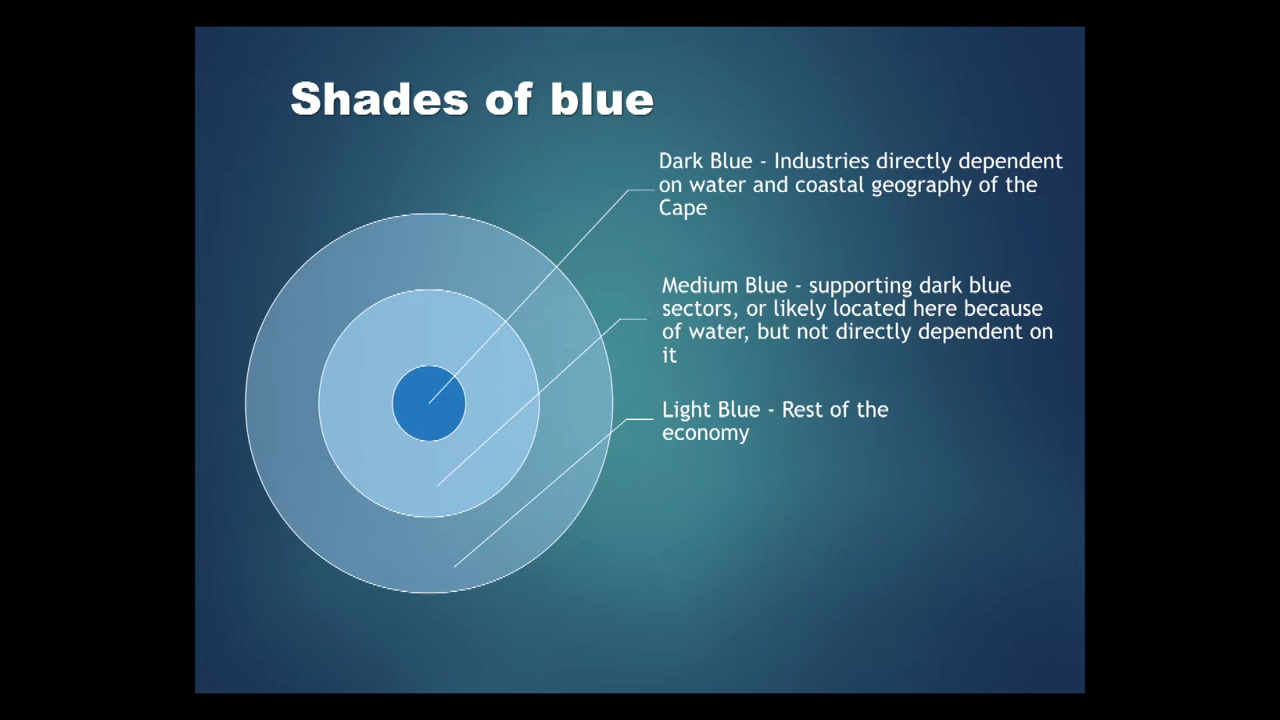 Shades of blue
Dark Blue - Industries directly dependent
on water and coastal geography of the
Cape
Medium Blue - supporting dark blue
sectors, or likely located here because
of water, but not directly dependent on
it
Light Blue - Rest of the
economy